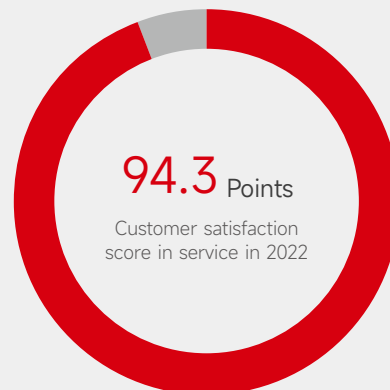 94.3 Points
Customer satisfaction
score in service in 2022